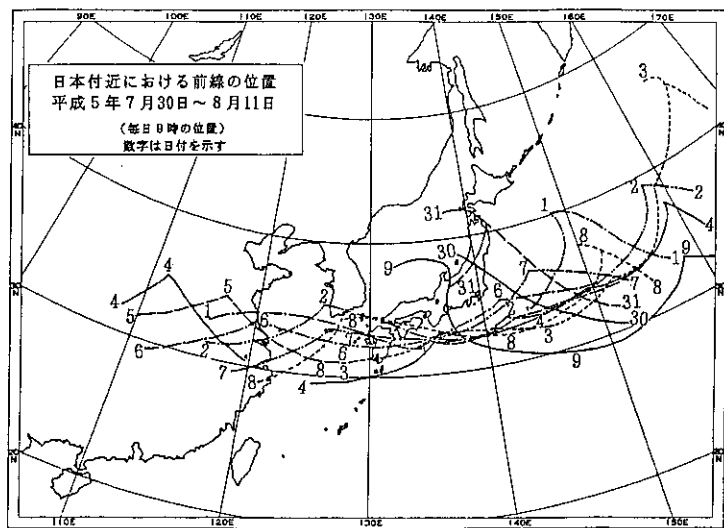 90E 100E 110E 120E 130E 140E 150E 160E 170E
日本付近における前線の位置
平成5年7月30日~8月11日
(毎日9時の位置)
数字は日付を示す
3
40N
31 1 2 2
4
30 8 1 9
9 7 7 8
4 5 2 6 31
4 1 31
5 6 8 30
6 2 6 3
7 8 3 8 9
8 4
20N
110E 120E 130E 140E 150E